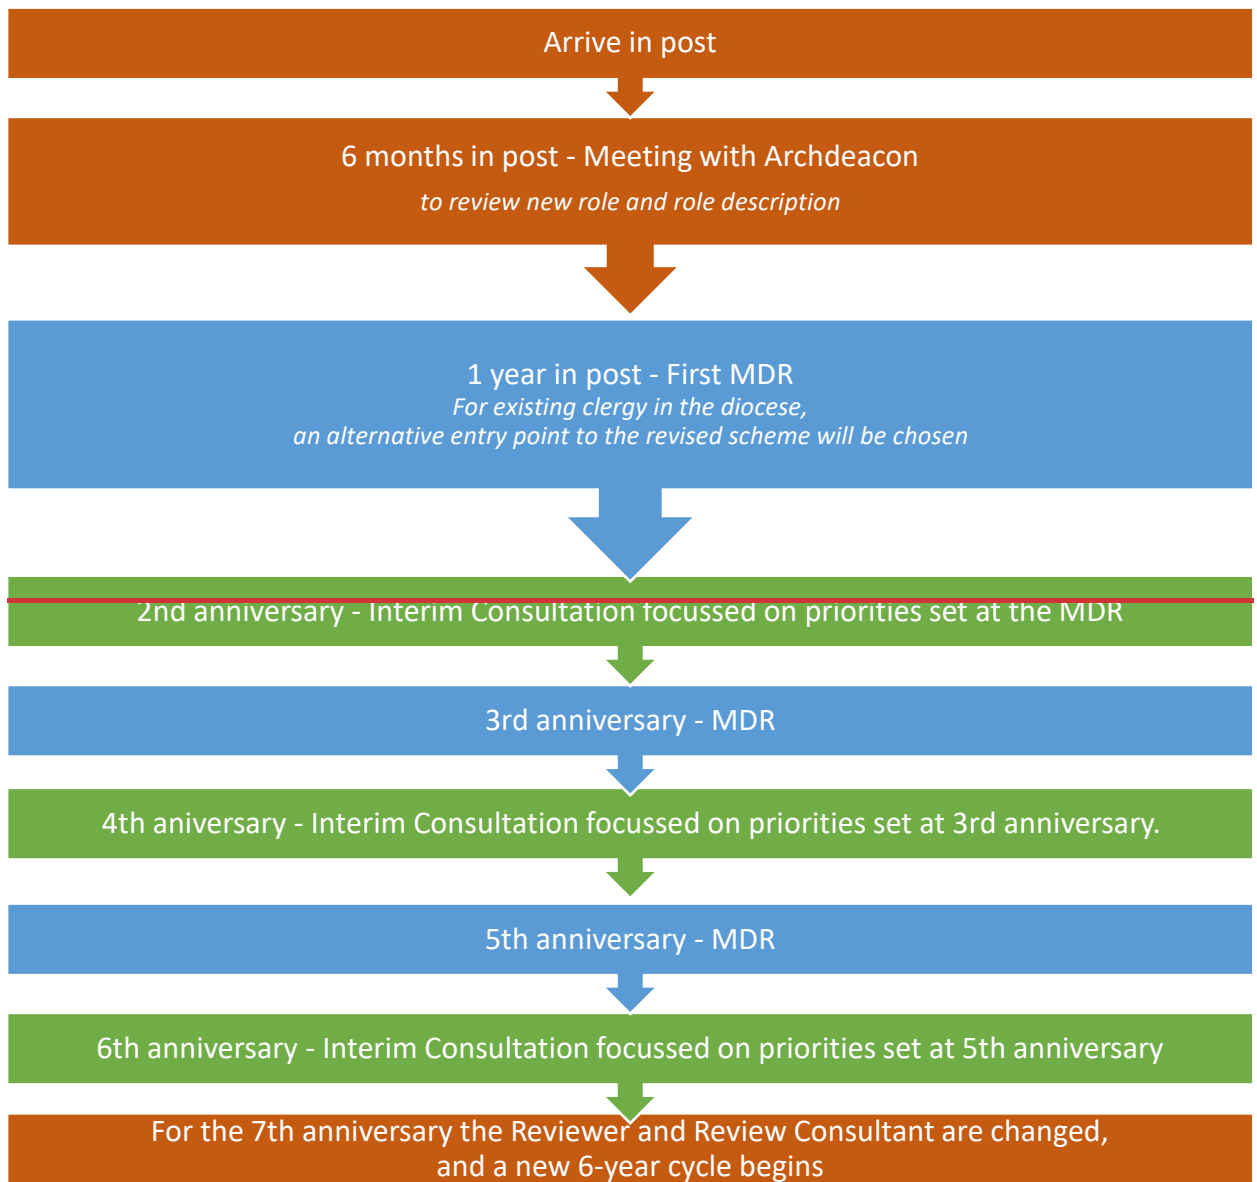 Arrive in post
6 months in post - Meeting with Archdeacon
to review new role and role description
1 year in post - First MDR
For existing clergy in the diocese,
an alternative entry point to the revised scheme will be chosen
2nd anniversary - Interim Consultation focussed on priorities set at the MDR
3rd anniversary - MDR
4th aniversary - Interim Consultation focussed on priorities set at 3rd anniversary.
5th anniversary - MDR
6th anniversary - Interim Consultation focussed on priorities set at 5th anniversary
For the 7th anniversary the Reviewer and Review Consultant are changed,
and a new 6-year cycle begins